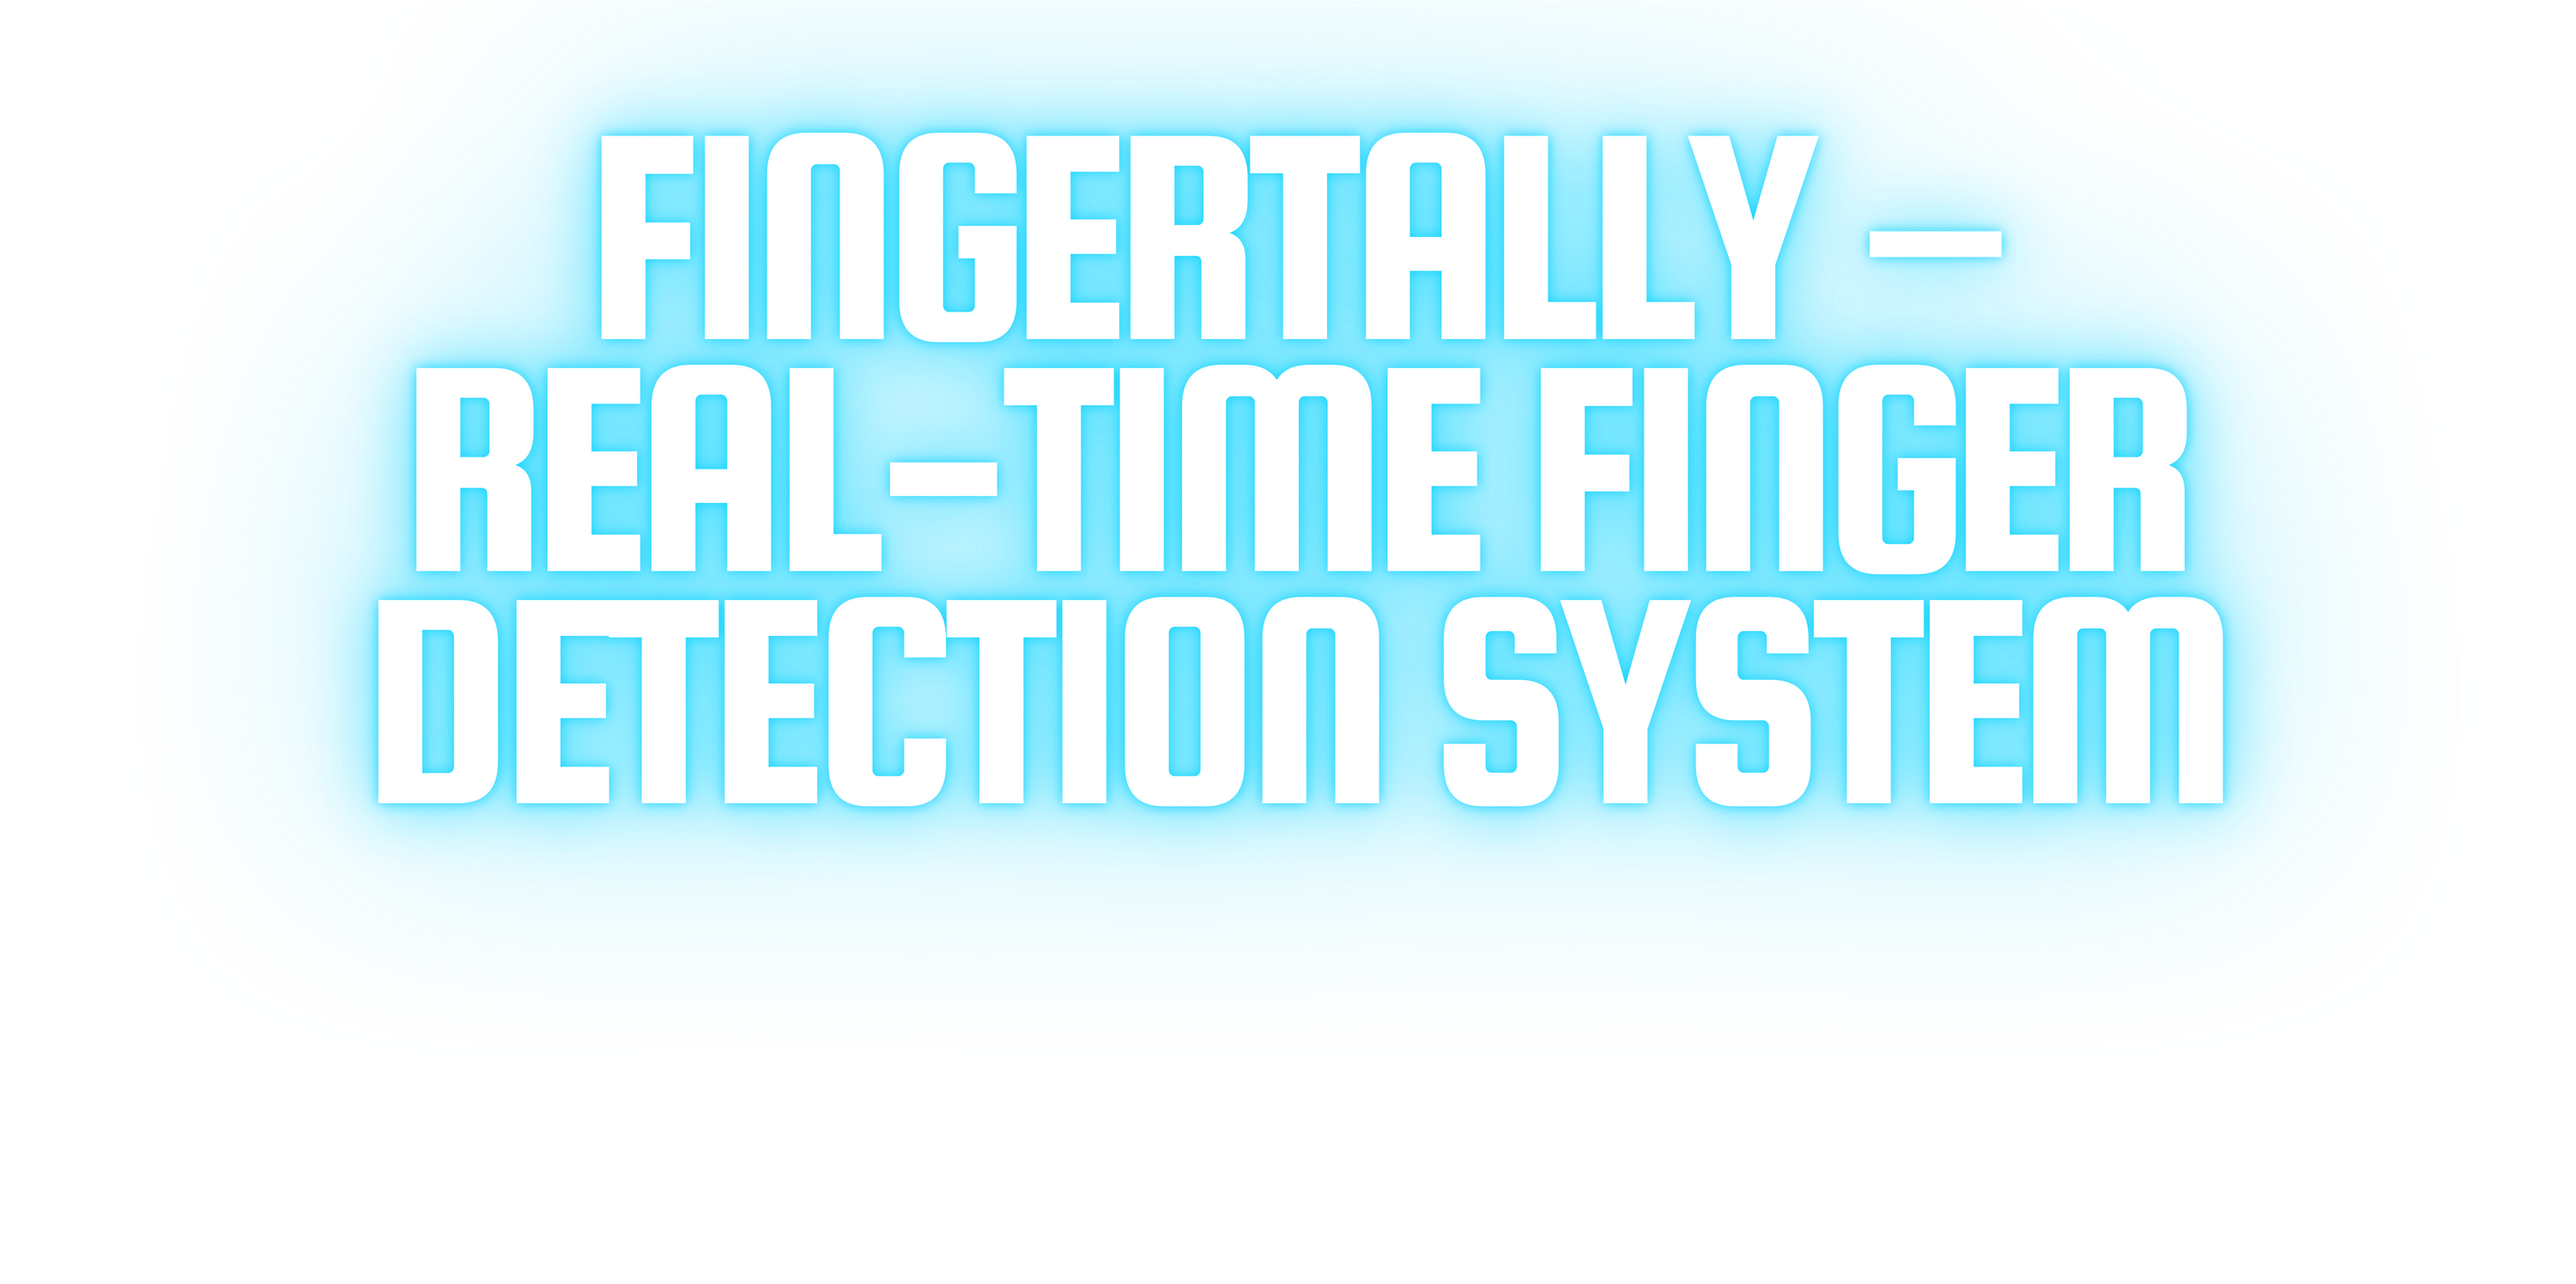 FINGERTALLY –
REAL-TIME FINGER
DETECTION SYSTEM